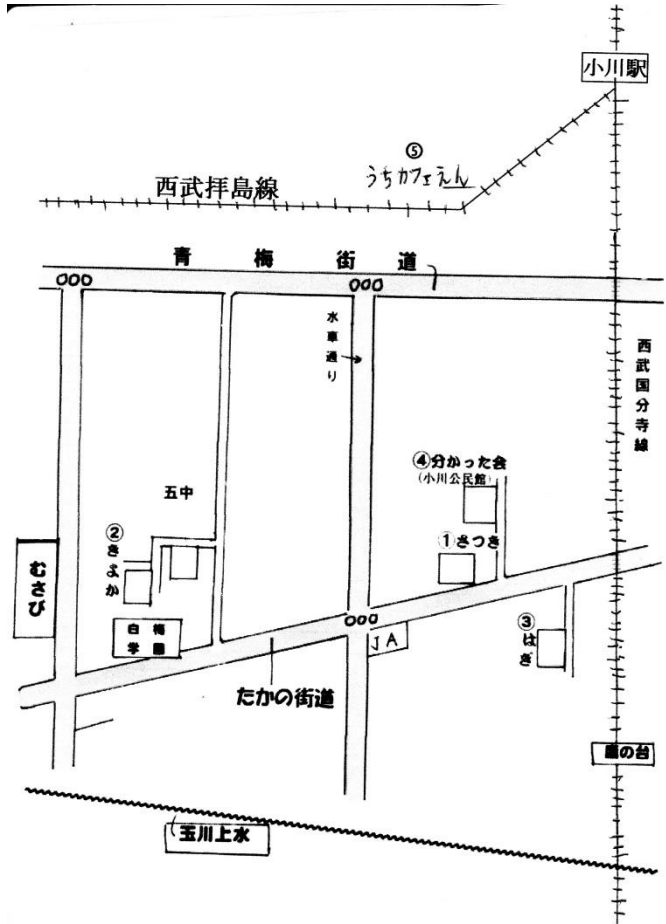 小川駅
⑤
うちカフェえん
西武拝島線
青梅街道
水車通り
西武国分寺線
④分かった会
(小川公民館)
五中
①さつき
②きよか
むさび
白梅
学園
③はぎ
JA
たかの街道
鷹の台
玉川上水